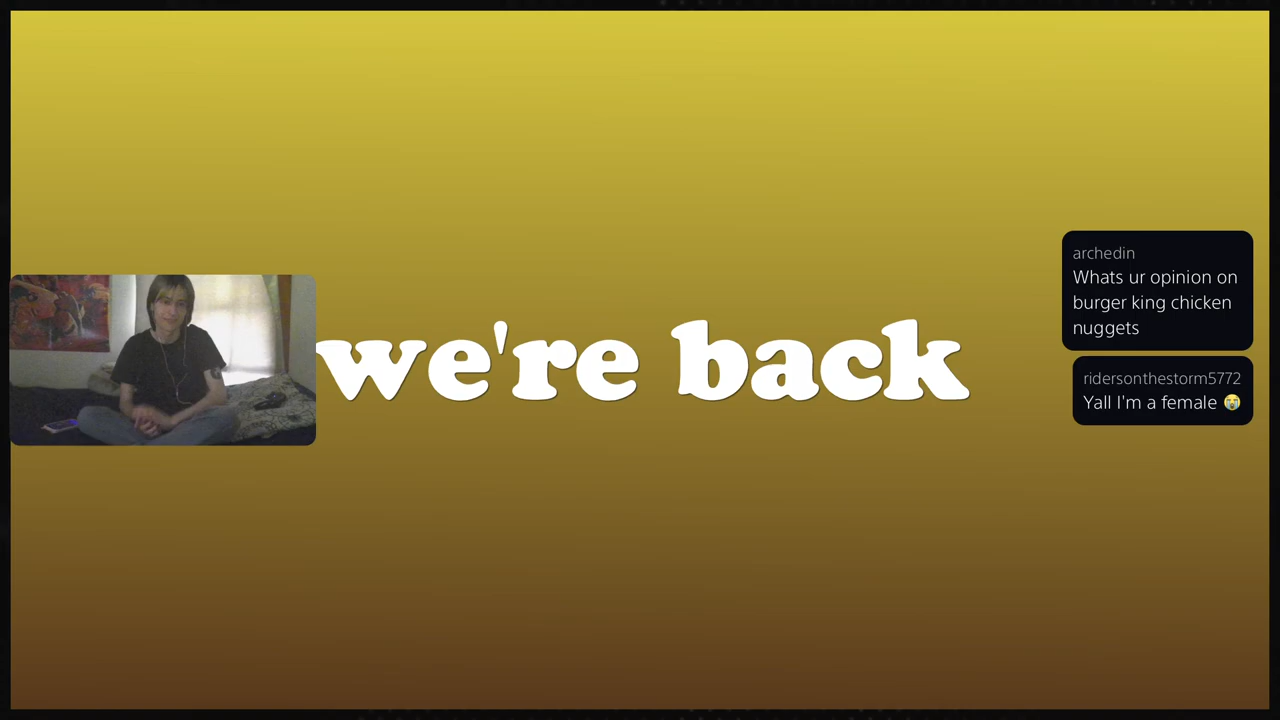 we're back
archedin
Whats ur opinion on
burger king chicken
nuggets
ridersonthestorm5772
Yall I'm a female 😭